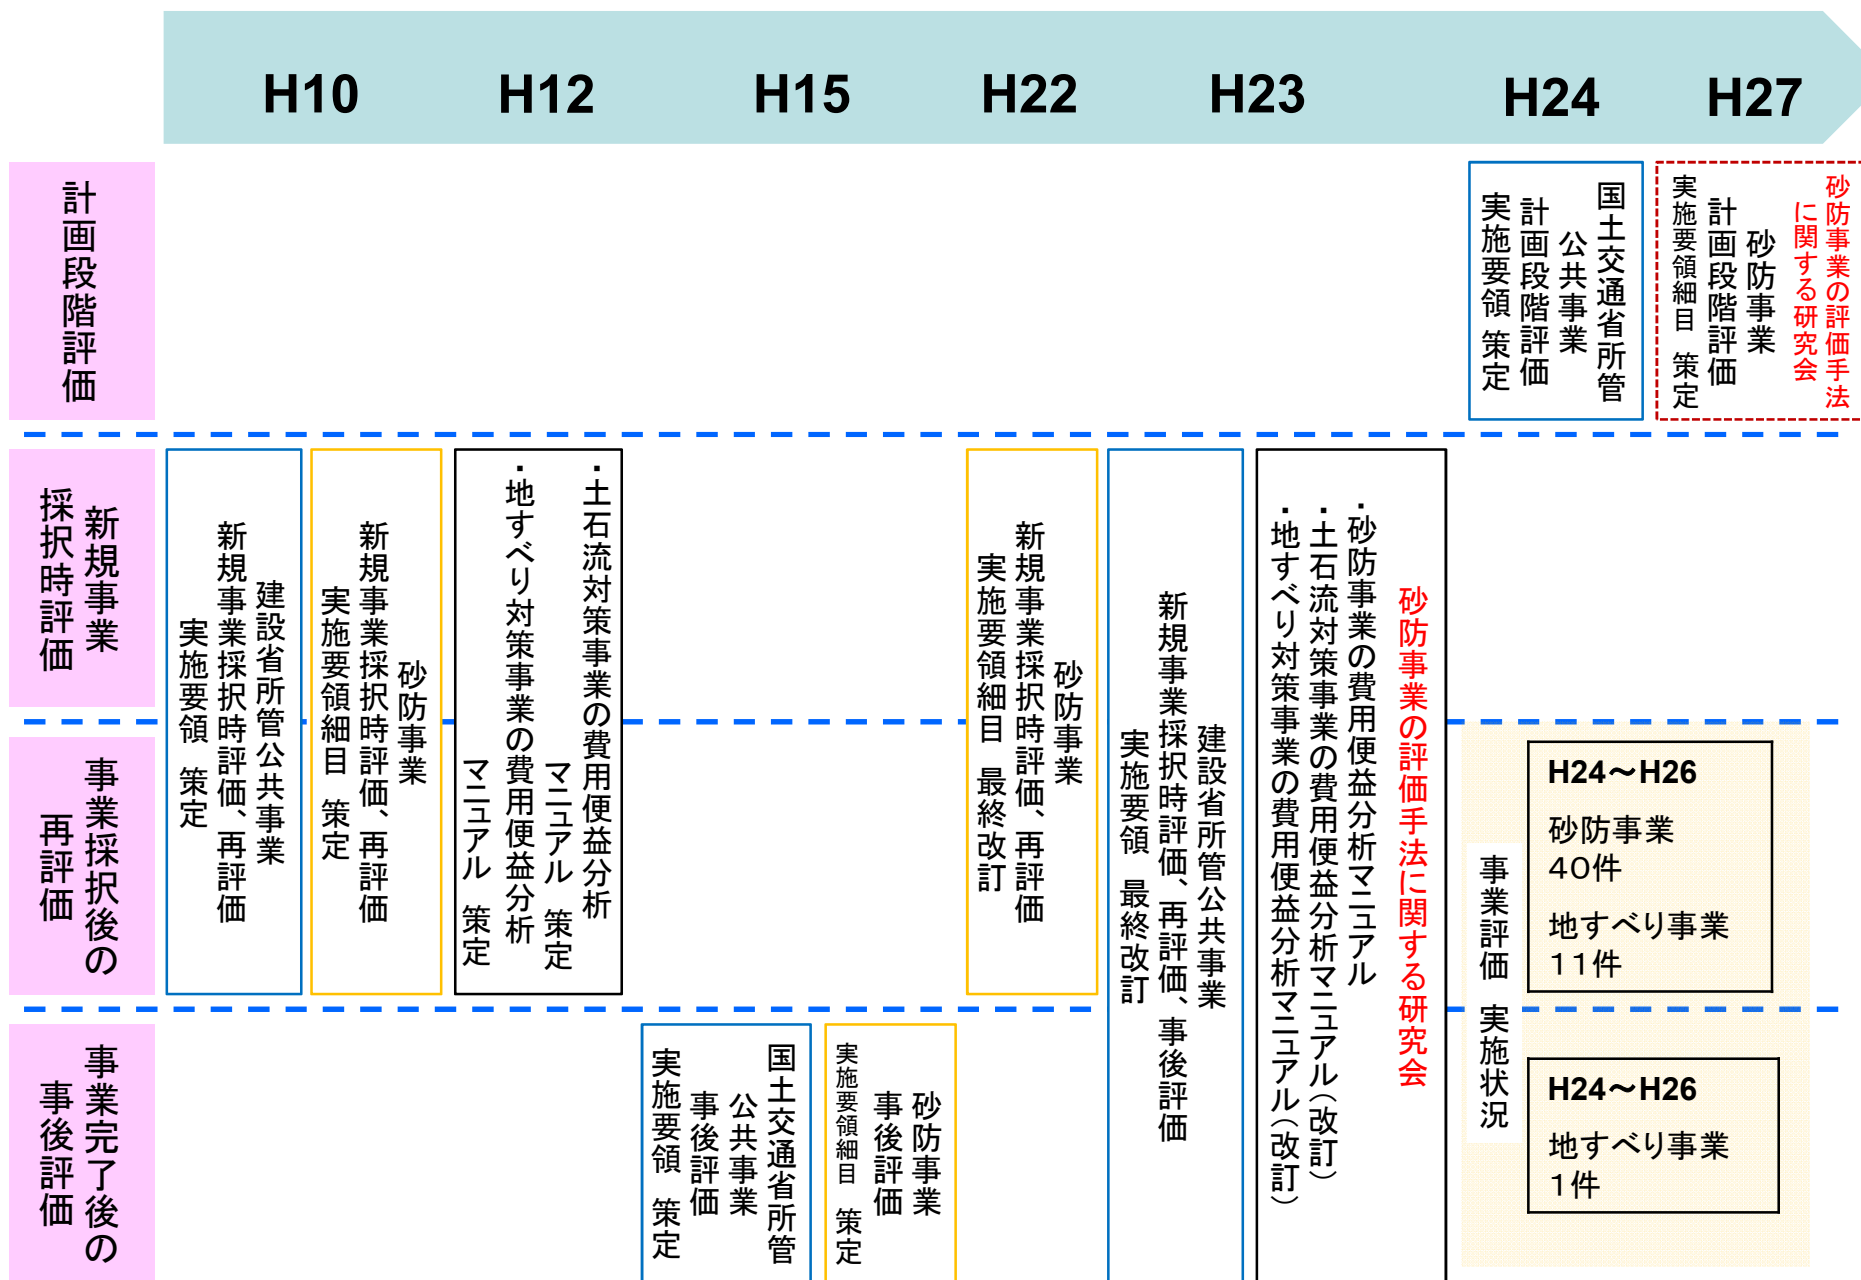 H10
H12
H15
H22
H23
H24
H27
計画段階評価
国土交通省所管
公共事業
計画段階評価
実施要領 策定
砂防事業の評価手法
に関する研究会
砂防事業
計画段階評価
実施要領細目 策定
新規事業
採択時評価
事業採択後の
再評価
建設省所管公共事業
新規事業採択時評価、再評価
実施要領 策定
砂防事業
新規事業採択時評価、再評価
実施要領細目 策定
・土石流対策事業の費用便益分析
マニュアル 策定
・地すべり対策事業の費用便益分析
マニュアル 策定
砂防事業
新規事業採択時評価、再評価
実施要領細目 最終改訂
建設省所管公共事業
新規事業採択時評価、再評価、事後評価
実施要領 最終改訂
砂防事業の評価手法に関する研究会
・砂防事業の費用便益分析マニュアル
・土石流対策事業の費用便益分析マニュアル(改訂)
・地すべり対策事業の費用便益分析マニュアル(改訂)
事業評価 実施状況
H24～H26
砂防事業
40件
地すべり事業
11件
事業完了後の
事後評価
国土交通省所管
公共事業
事後評価
実施要領 策定
砂防事業
事後評価
実施要領細目 策定
H24～H26
地すべり事業
1件